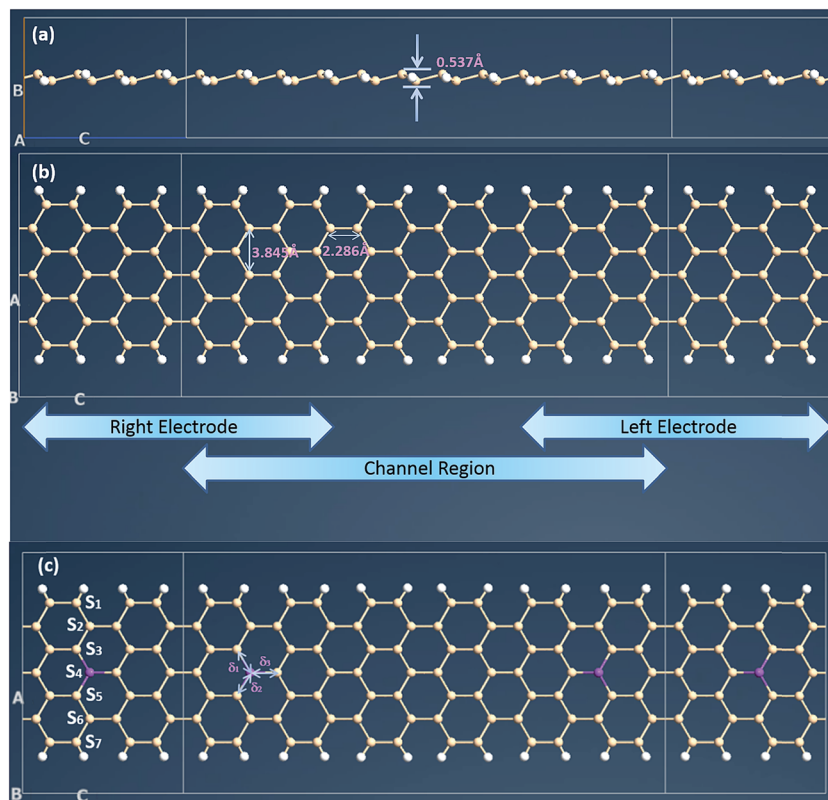 (a)
0.537Å
B
A
C
(b)
3.845Å
2.286Å
A
B
C
Right Electrode
Left Electrode
Channel Region
(c)
S1
S2
S3
δ1
δ3
S4
δ2
A
S5
S6
S7
B
C